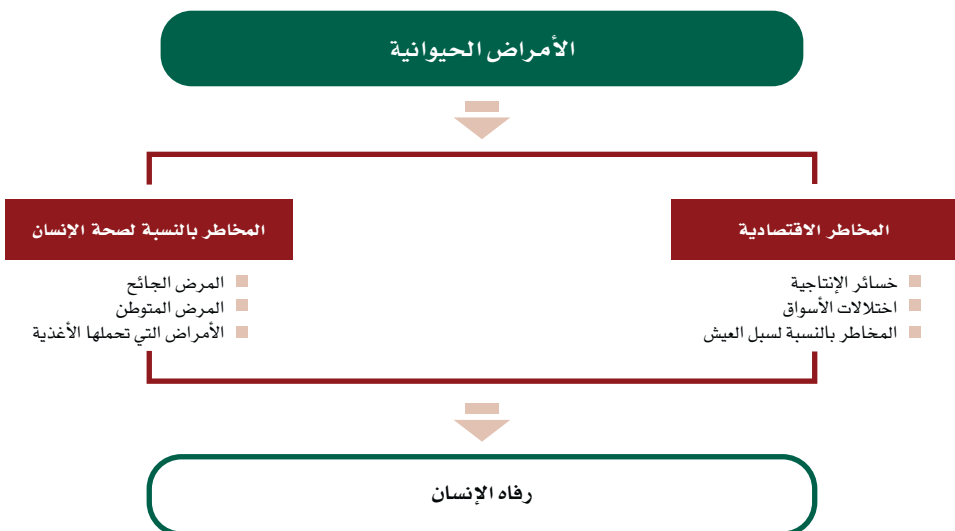 الأمراض الحيوانية
المخاطر الاقتصادية
خسائر الإنتاجية
اختلالات الأسواق
المخاطر بالنسبة لسبل العيش
المخاطر بالنسبة لصحة الإنسان
المرض الجائح
المرض المتوطن
الأمراض التي تحملها الأغذية
رفاه الإنسان